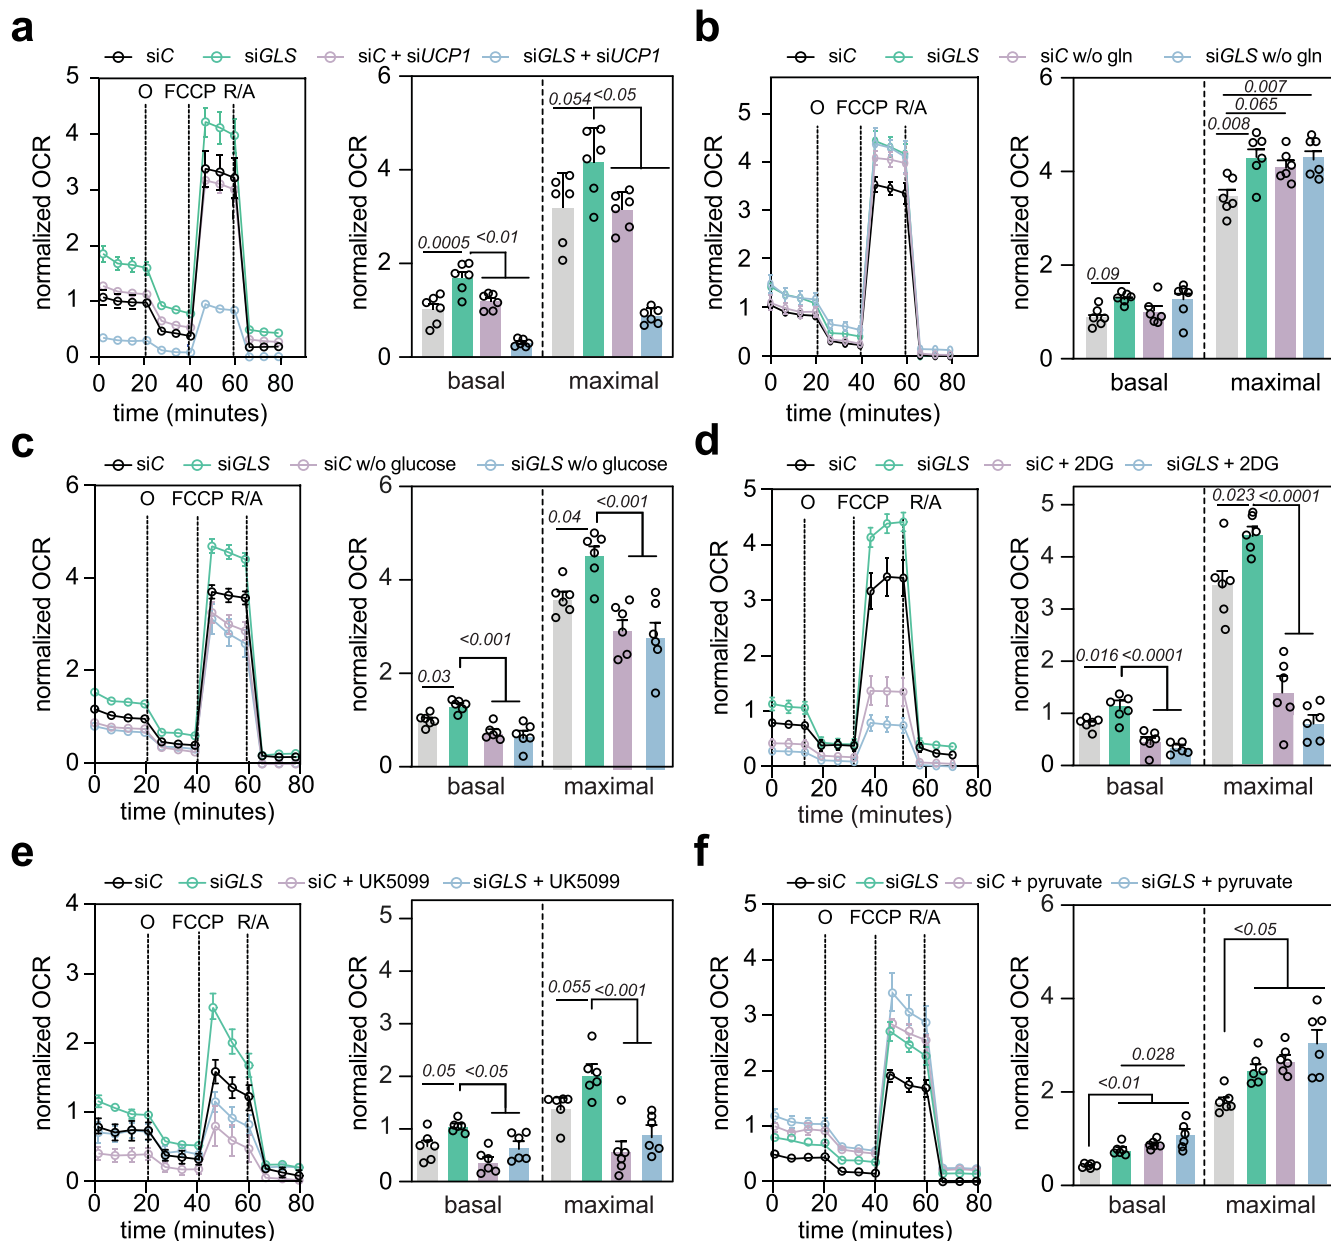 a
siC siGLS siC + siUCP1 siGLS + siUCP1
normalized OCR
5
4
3
2
1
0
O FCCP R/A
0 20 40 60 80
time (minutes)
normalized OCR
6
4
2
0
0.0005 <0.01
0.054 <0.05
basal maximal
b
siC siGLS siC w/o gln siGLS w/o gln
normalized OCR
5
4
3
2
1
0
O FCCP R/A
0 20 40 60 80
time (minutes)
normalized OCR
6
4
2
0
0.09
0.007
0.065
0.008
basal maximal
c
siC siGLS siC w/o glucose siGLS w/o glucose
normalized OCR
6
4
2
0
O FCCP R/A
0 20 40 60 80
time (minutes)
normalized OCR
6
4
2
0
0.03 <0.001
0.04 <0.001
basal maximal
d
siC siGLS siC + 2DG siGLS + 2DG
normalized OCR
5
4
3
2
1
0
O FCCP R/A
0 20 40 60 80
time (minutes)
normalized OCR
5
4
3
2
1
0
0.016 <0.0001
0.023 <0.0001
basal maximal
e
siC siGLS siC + UK5099 siGLS + UK5099
normalized OCR
4
3
2
1
0
O FCCP R/A
0 20 40 60 80
time (minutes)
normalized OCR
5
4
3
2
1
0
0.05 <0.05
0.055 <0.001
basal maximal
f
siC siGLS siC + pyruvate siGLS + pyruvate
normalized OCR
5
4
3
2
1
0
O FCCP R/A
0 20 40 60 80
time (minutes)
normalized OCR
6
4
2
0
<0.01 0.028
<0.05
basal maximal